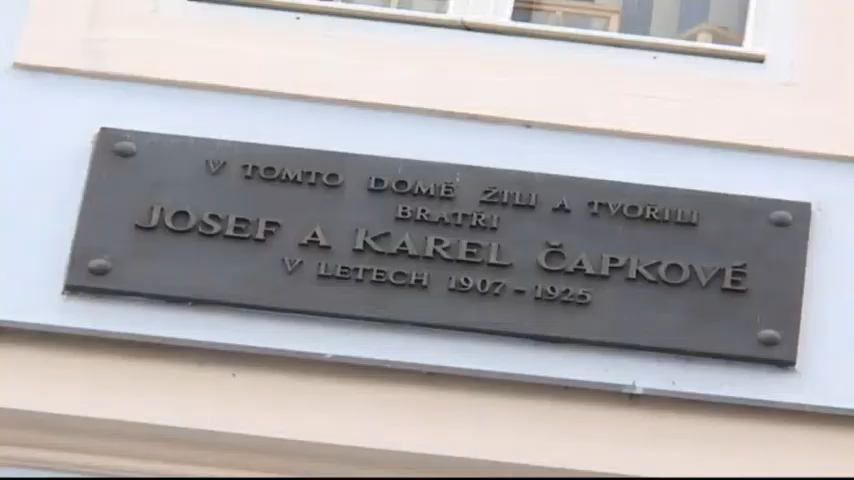 V TOMTO DOMĚ ŽILI A TVOŘILI
BRATŘI
JOSEF A KAREL ČAPKOVÉ
V LETECH 1907 - 1925